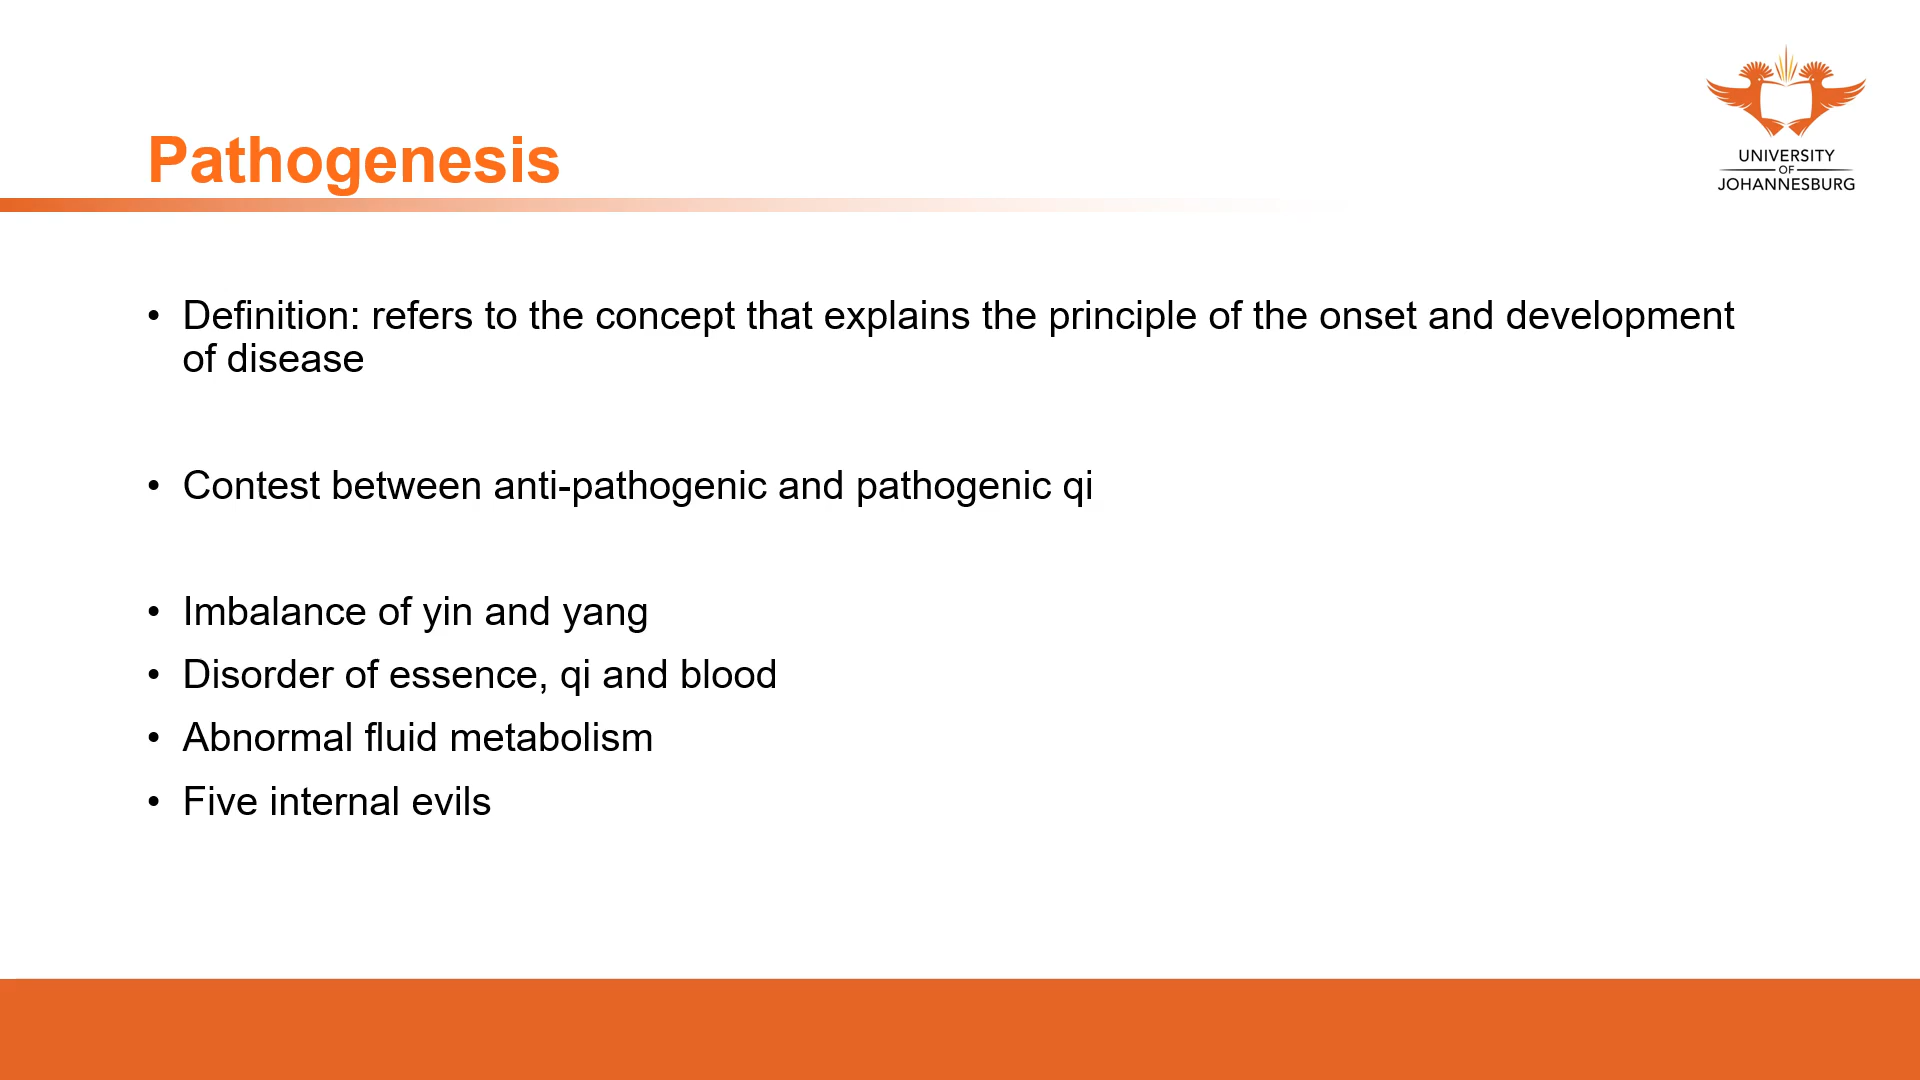 UNIVERSITY
OF
JOHANNESBURG
Pathogenesis
• Definition: refers to the concept that explains the principle of the onset and development
of disease
• Contest between anti-pathogenic and pathogenic qi
• Imbalance of yin and yang
• Disorder of essence, qi and blood
• Abnormal fluid metabolism
• Five internal evils